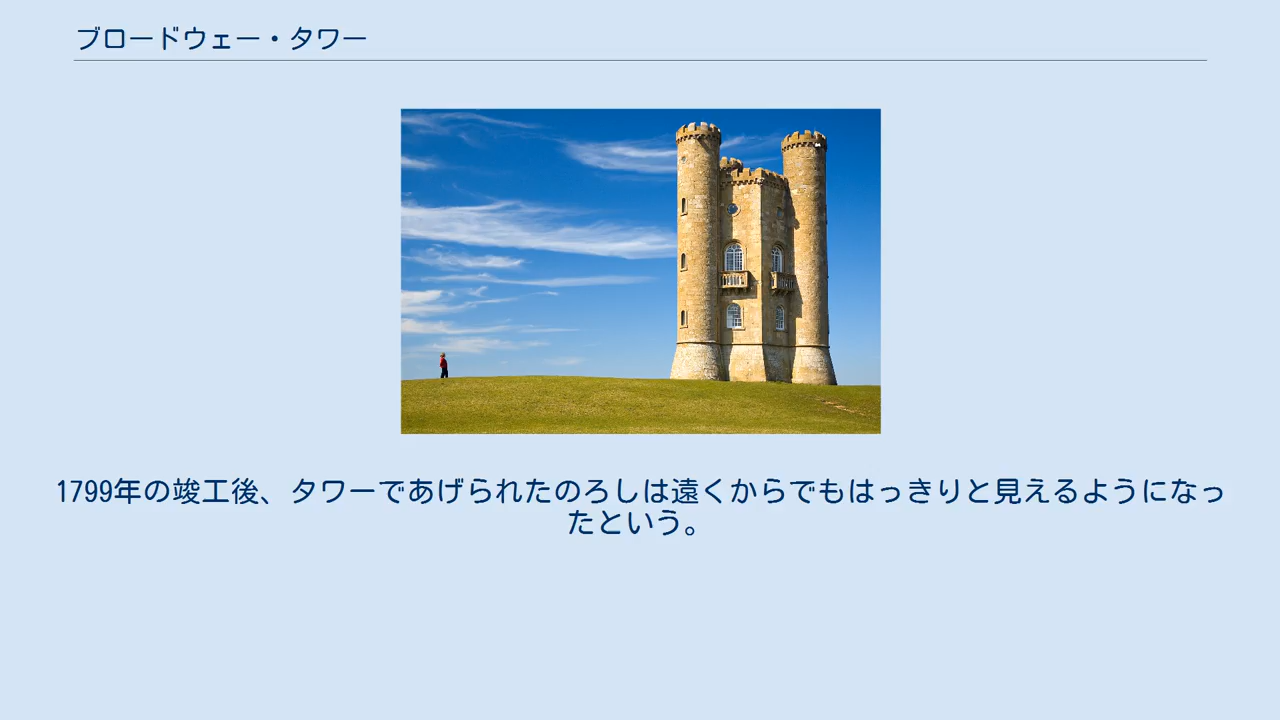 ブロードウェー・タワー
1799年の竣工後、タワーであげられたのろしは遠くからでもはっきりと見えるようになっ
たという。